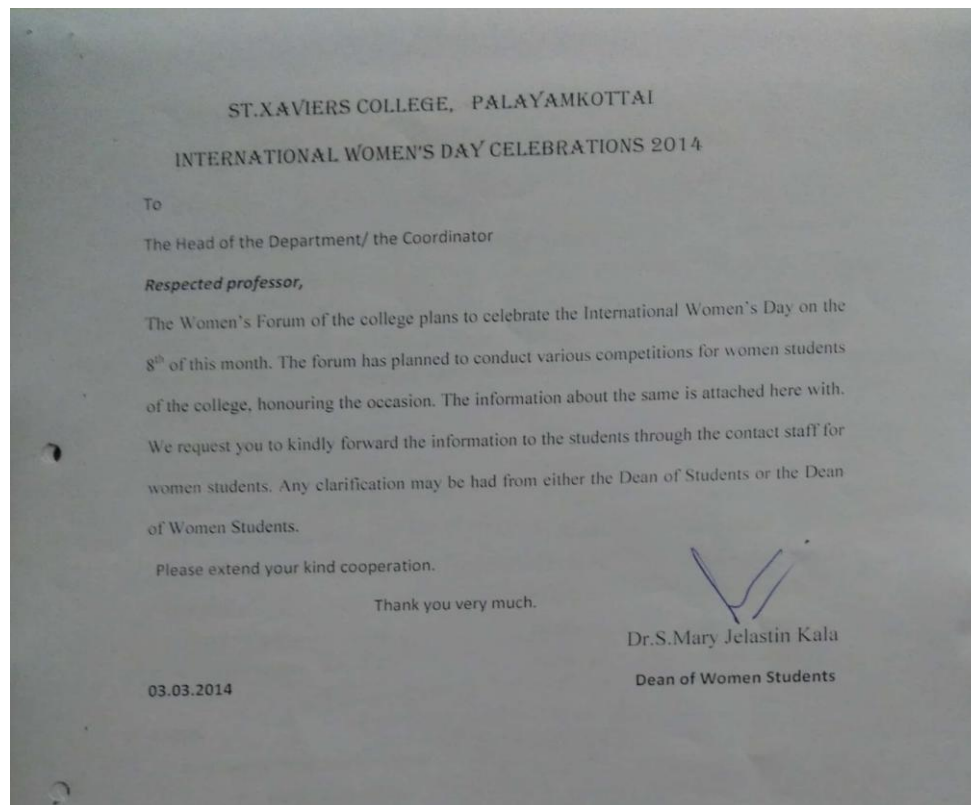 ST.XAVIERS COLLEGE, PALAYAMKOTTAI
INTERNATIONAL WOMEN'S DAY CELEBRATIONS 2014
To
The Head of the Department/ the Coordinator
Respected professor,
The Women's Forum of the college plans to celebrate the International Women's Day on the
8th of this month. The forum has planned to conduct various competitions for women students
of the college, honouring the occasion. The information about the same is attached here with.
We request you to kindly forward the information to the students through the contact staff for
women students. Any clarification may be had from either the Dean of Students or the Dean
of Women Students.
Please extend your kind cooperation.
Thank you very much.
Dr.S.Mary Jelastin Kala
Dean of Women Students
03.03.2014